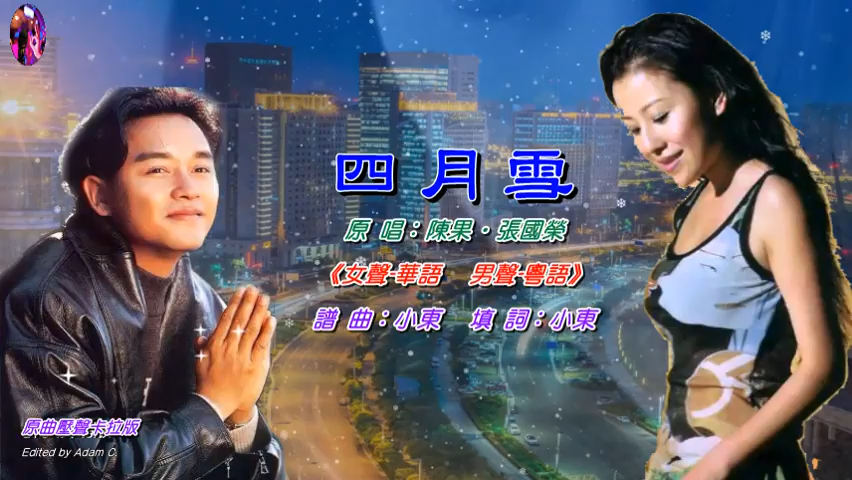 四月雪
原 唱：陳果・張國榮
《女聲-華語 男聲-粵語》
譜 曲：小東 填 詞：小東
原曲壓聲卡拉版
Edited by Adam C.